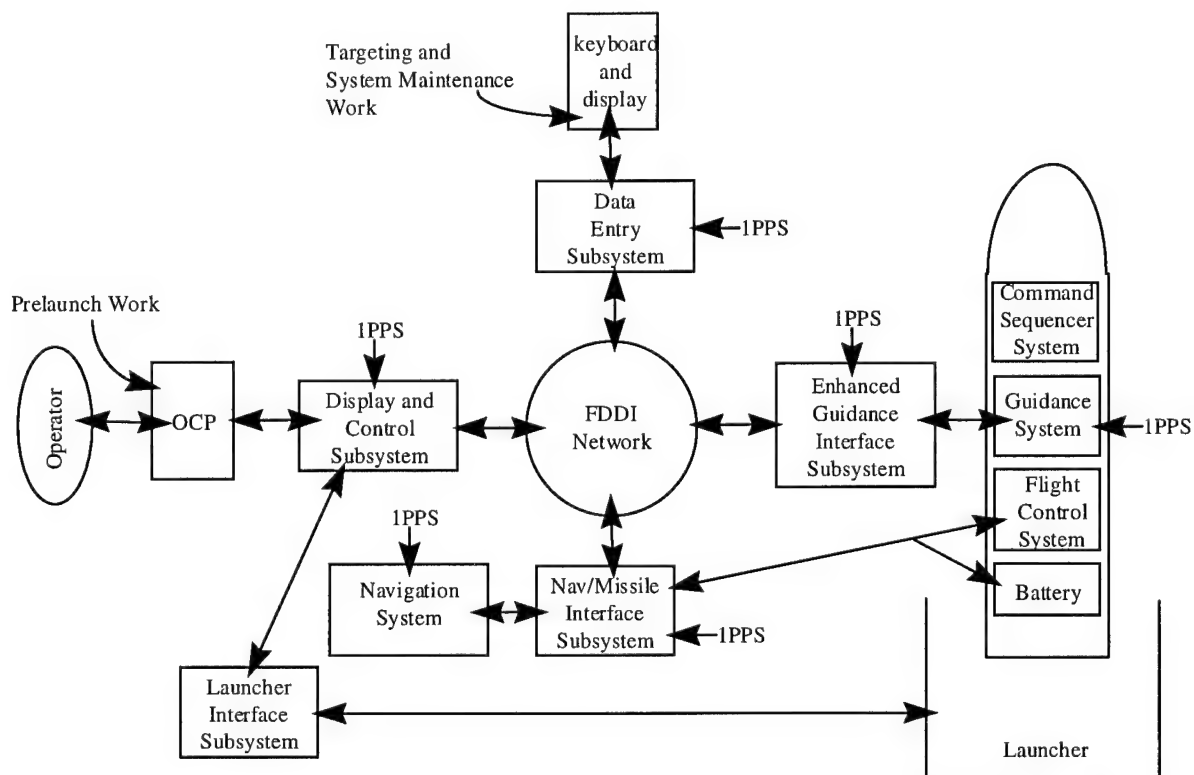 Targeting and
System Maintenance
Work
keyboard
and
display
Data
Entry
Subsystem
1PPS
Prelaunch Work
Operator
OCP
1PPS
Display and
Control
Subsystem
FDDI
Network
1PPS
Enhanced
Guidance
Interface
Subsystem
Command
Sequencer
System
Guidance
System
1PPS
Flight
Control
System
Battery
1PPS
Navigation
System
Nav/Missile
Interface
Subsystem
1PPS
Launcher
Interface
Subsystem
Launcher